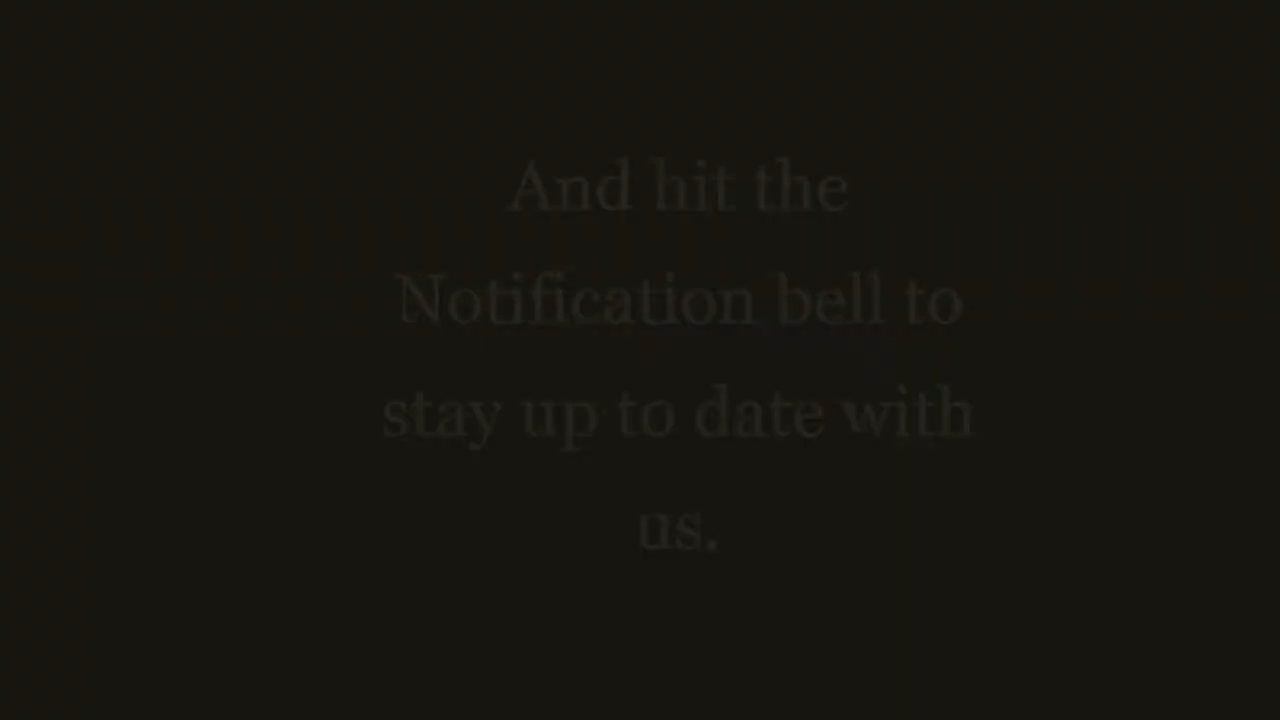 And hit the
Notification bell to
stay up to date with
us.